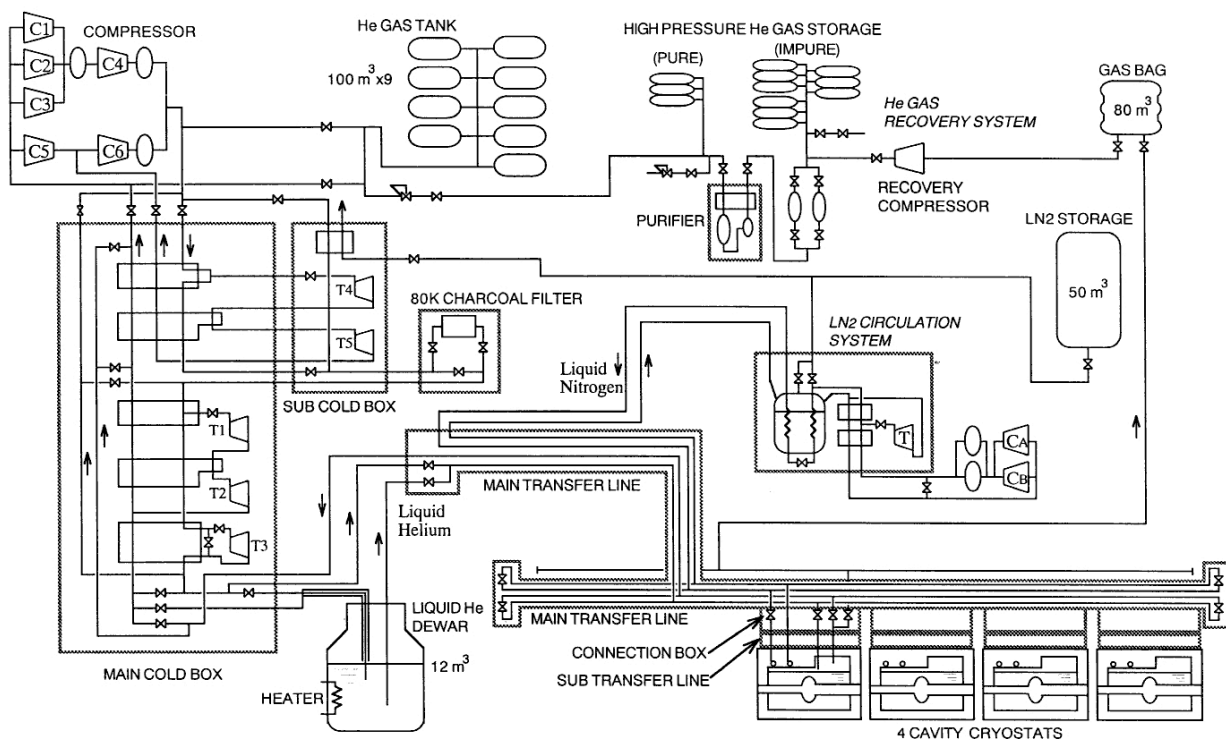 C1
COMPRESSOR
C2
C4
C3
C5
C6
He GAS TANK
100 m³ x9
HIGH PRESSURE He GAS STORAGE
(PURE)
(IMPURE)
He GAS
RECOVERY SYSTEM
GAS BAG
80 m³
RECOVERY
COMPRESSOR
PURIFIER
LN2 STORAGE
50 m³
T4
T5
80K CHARCOAL FILTER
SUB COLD BOX
Liquid
Nitrogen
LN2 CIRCULATION
SYSTEM
T
CA
CB
T1
T2
T3
MAIN TRANSFER LINE
Liquid
Helium
LIQUID He
DEWAR
12 m³
HEATER
MAIN COLD BOX
MAIN TRANSFER LINE
CONNECTION BOX
SUB TRANSFER LINE
4 CAVITY CRYOSTATS